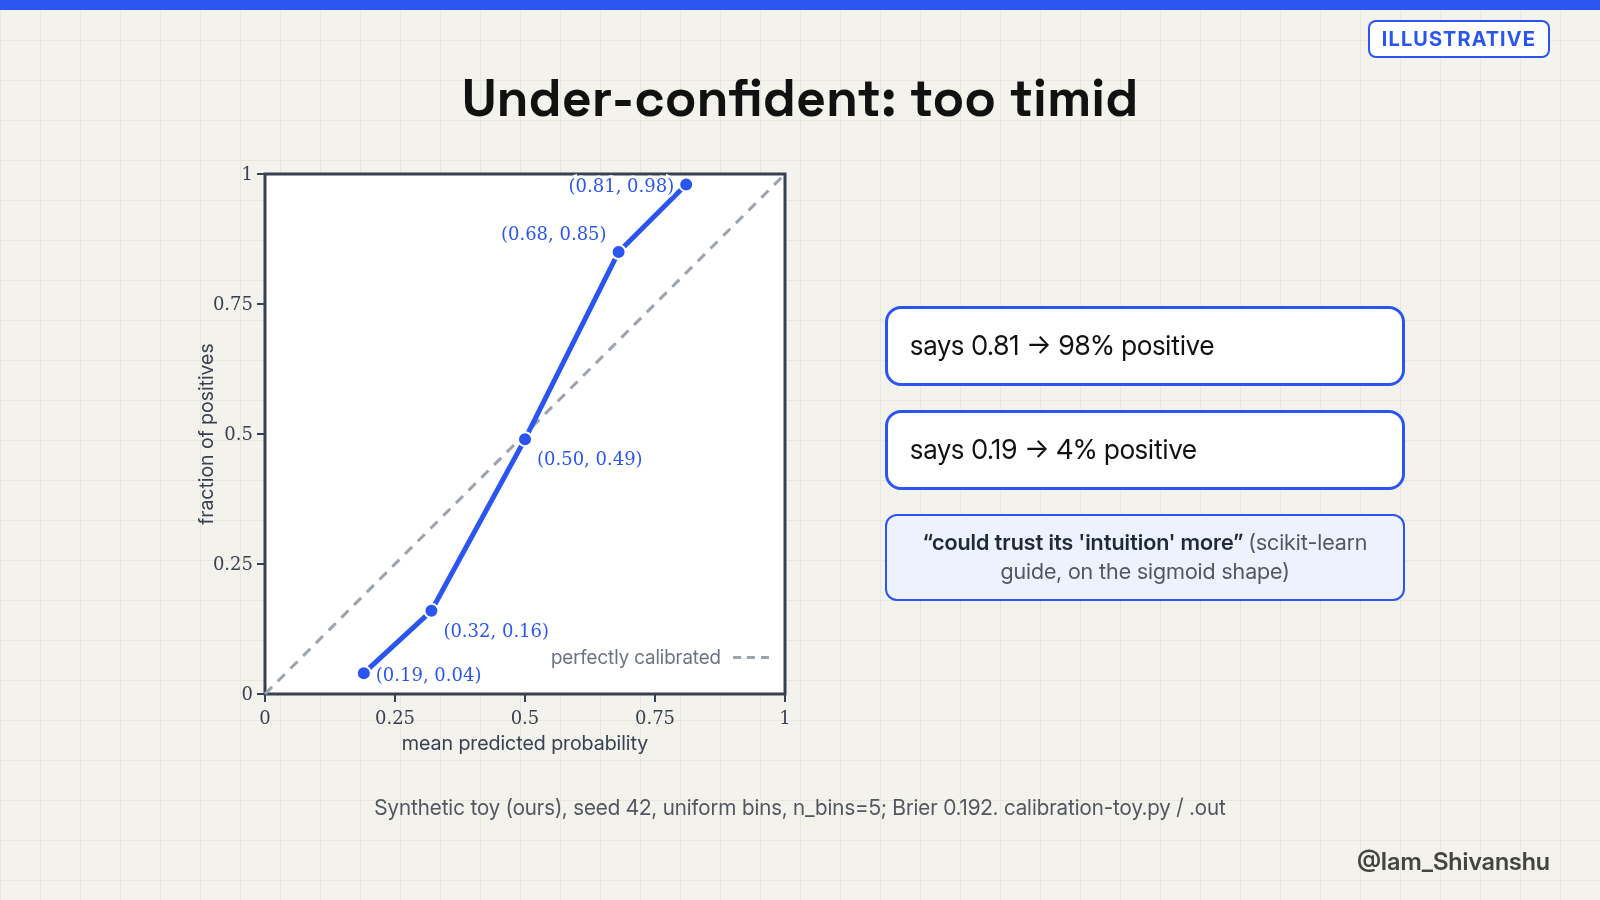 ILLUSTRATIVE
Under-confident: too timid
1
0.75
0.5
0.25
0
fraction of positives
(0.81, 0.98)
(0.68, 0.85)
(0.50, 0.49)
(0.32, 0.16)
(0.19, 0.04)
perfectly calibrated
0
0.25
0.5
0.75
1
mean predicted probability
says 0.81 → 98% positive
says 0.19 → 4% positive
“could trust its 'intuition' more” (scikit-learn
guide, on the sigmoid shape)
Synthetic toy (ours), seed 42, uniform bins, n_bins=5; Brier 0.192. calibration-toy.py / .out
@Iam_Shivanshu